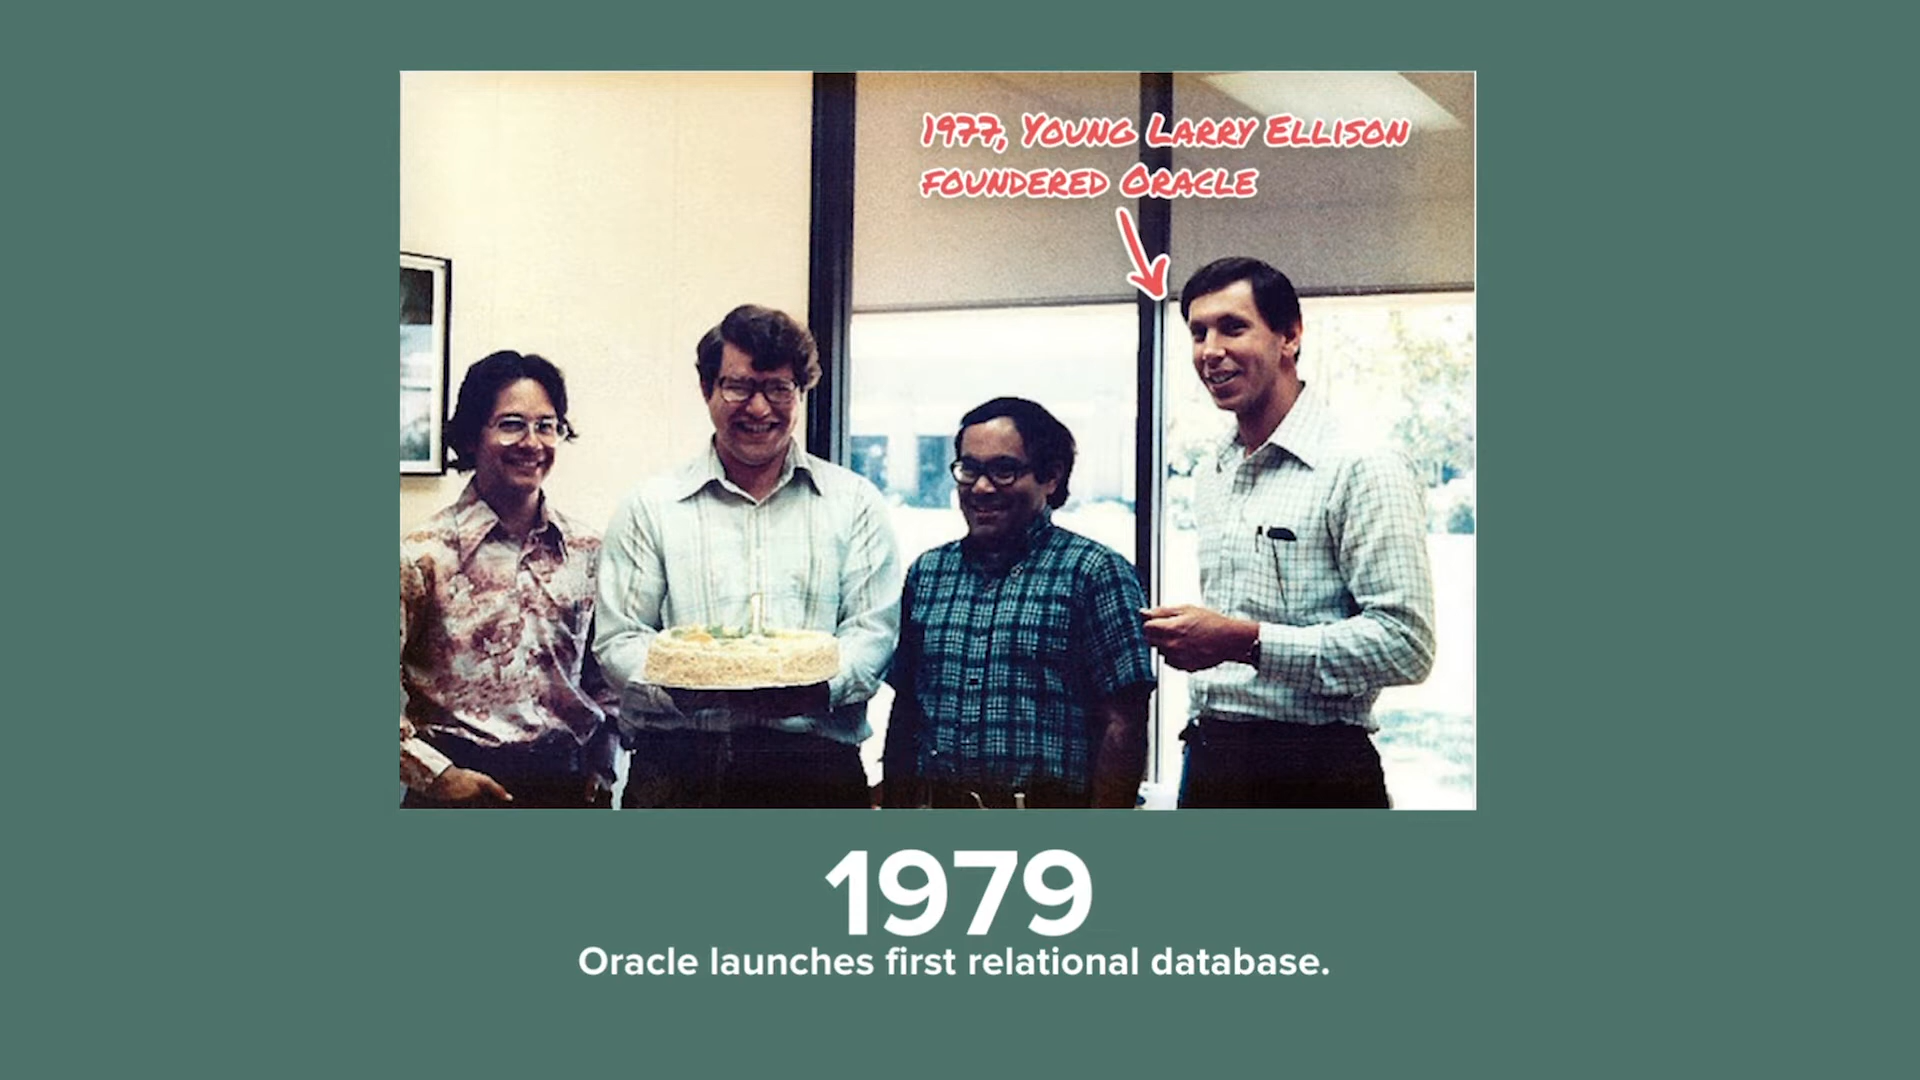 1977, Young Larry Ellison
foundered Oracle
1979
Oracle launches first relational database.